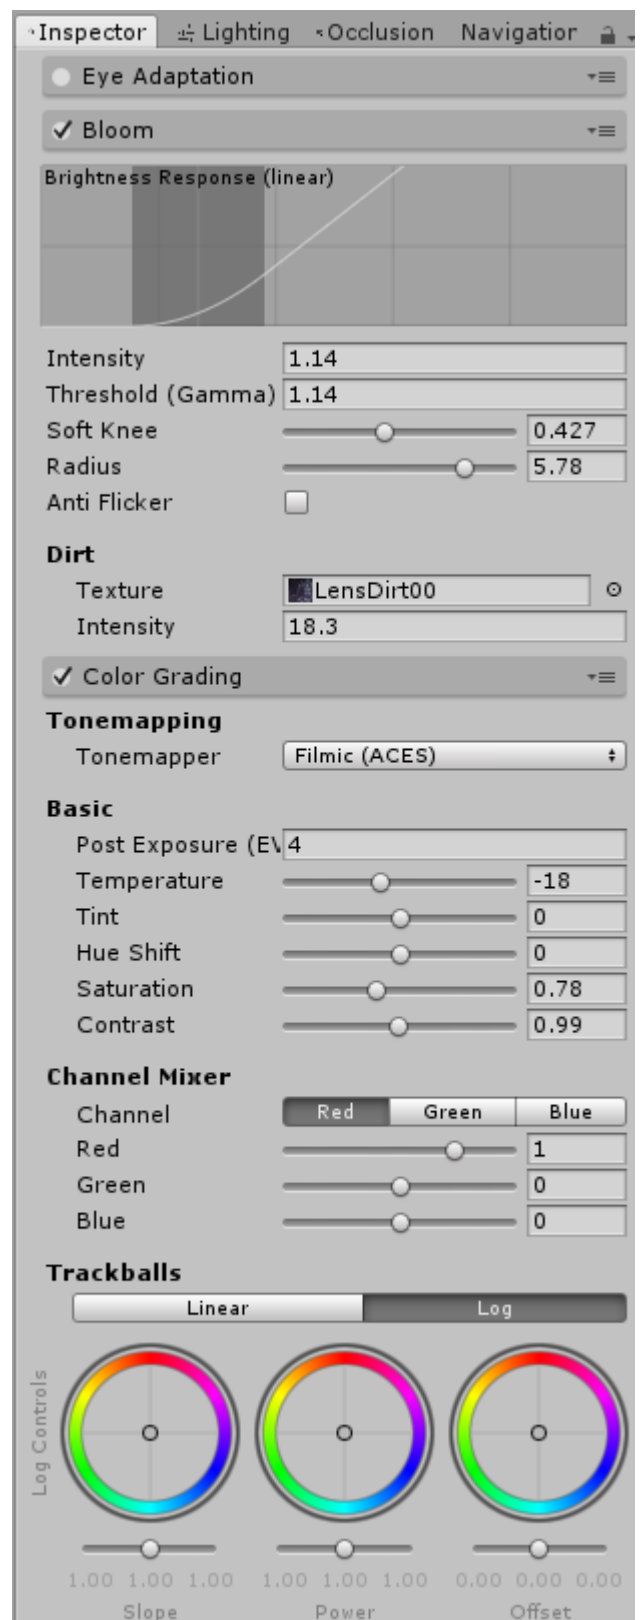 Inspector Lighting Occlusion Navigatior
Eye Adaptation
Bloom
Brightness Response (linear)
Intensity 1.14
Threshold (Gamma) 1.14
Soft Knee 0.427
Radius 5.78
Anti Flicker
Dirt
Texture LensDirt00
Intensity 18.3
Color Grading
Tonemapping
Tonemapper Filmic (ACES)
Basic
Post Exposure (EV 4
Temperature -18
Tint 0
Hue Shift 0
Saturation 0.78
Contrast 0.99
Channel Mixer
Channel Red Green Blue
Red 1
Green 0
Blue 0
Trackballs
Linear Log
Log Controls
1.00 1.00 1.00 1.00 1.00 1.00 0.00 0.00 0.00
Slope Power Offset